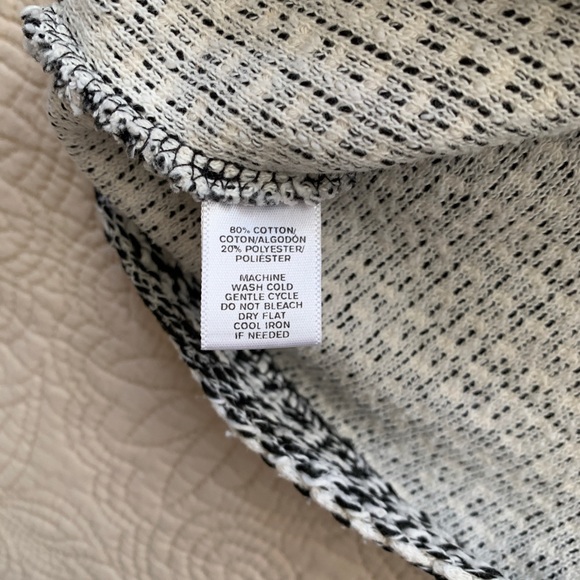 80% COTTON/
COTON/ALGODÓN
20% POLYESTER/
POLIÉSTER
MACHINE
WASH COLD
GENTLE CYCLE
DO NOT BLEACH
DRY FLAT
COOL IRON
IF NEEDED